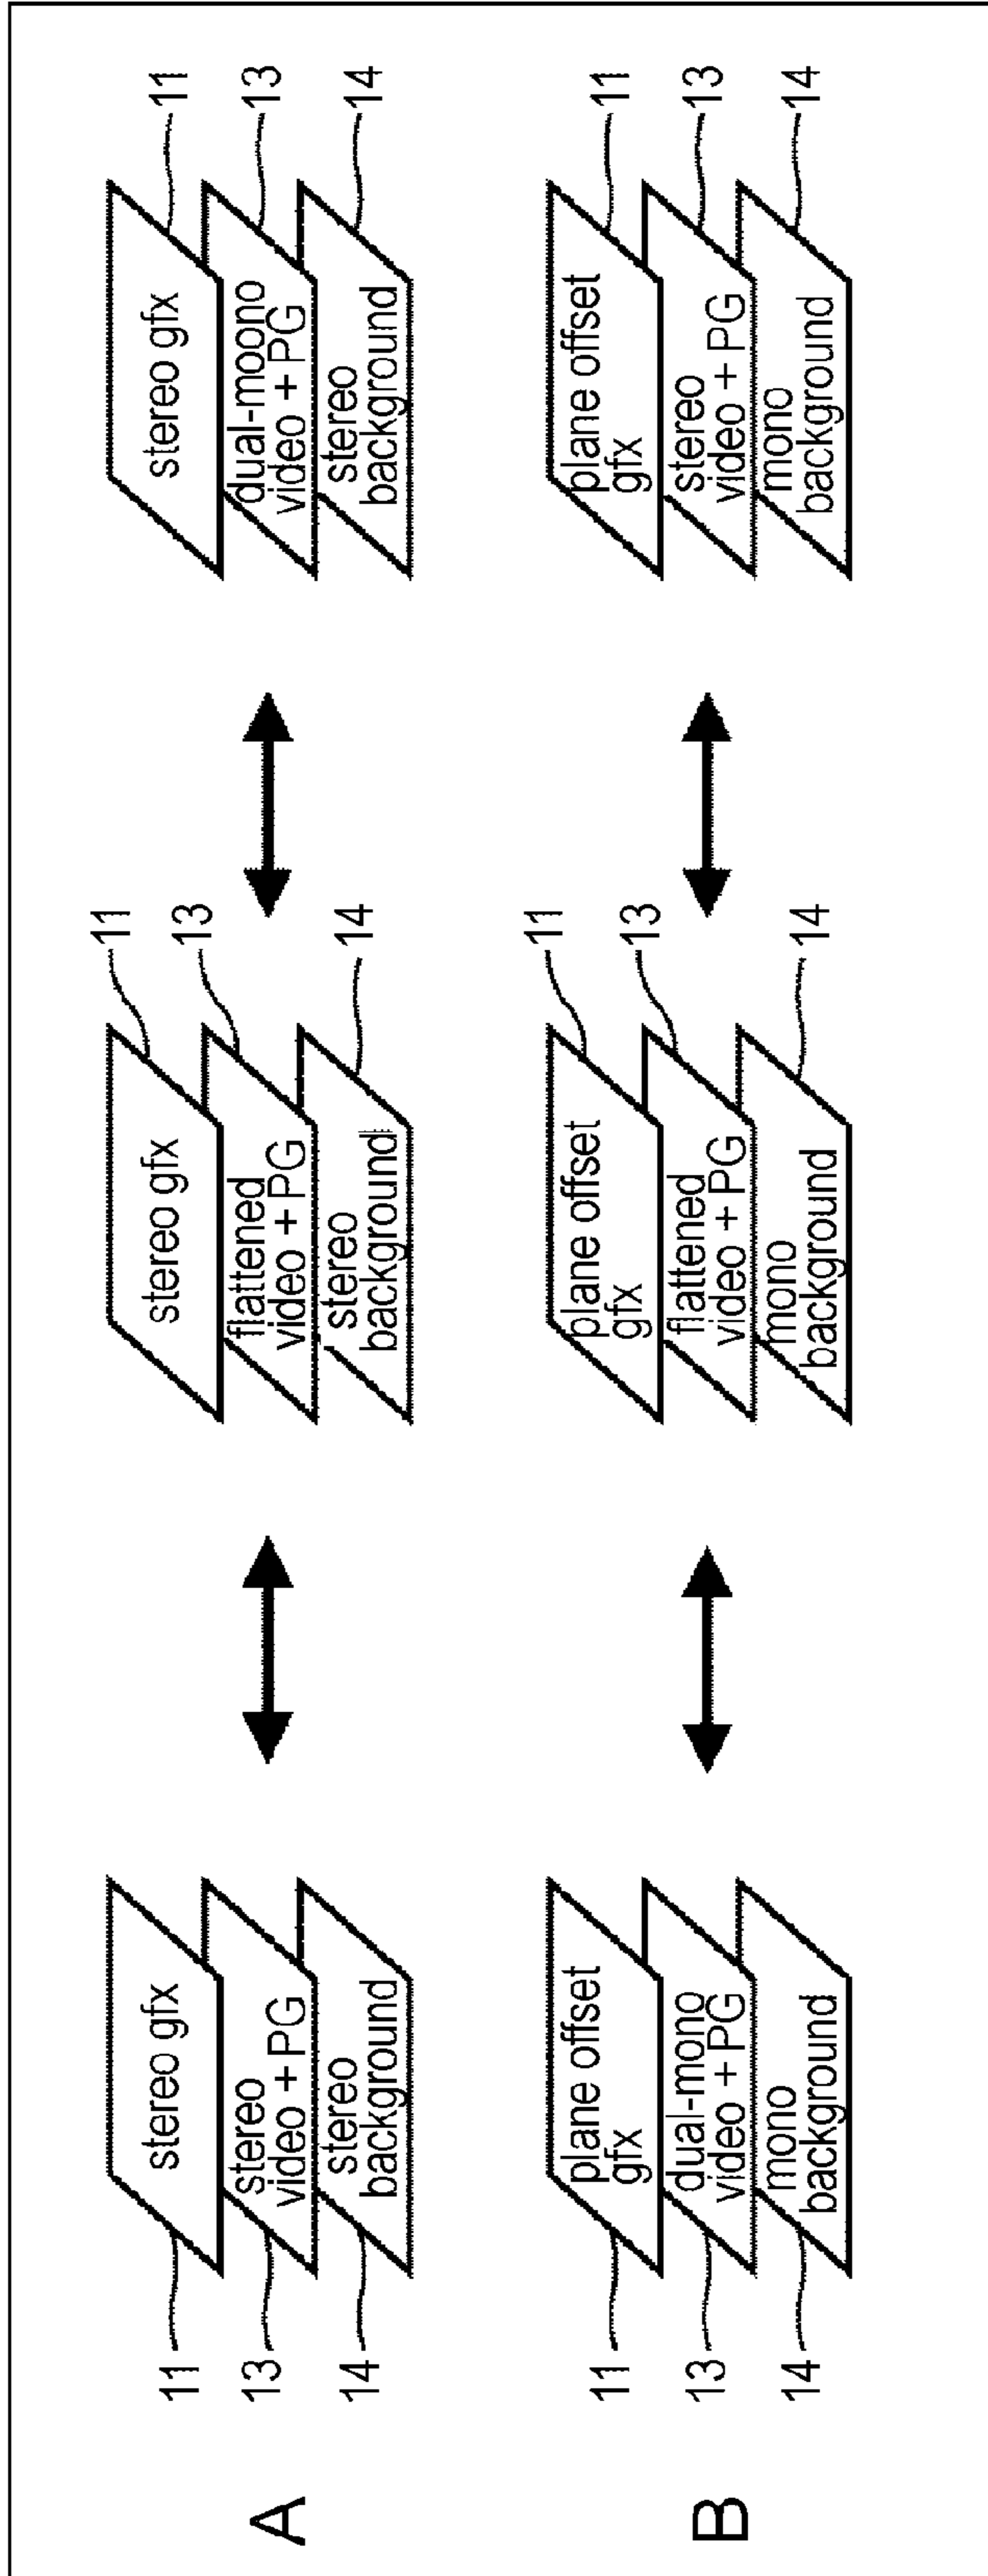 A
11
stereo gfx
13
stereo
video + PG
14
stereo
background
stereo gfx
11
flattened
video + PG
13
stereo
background
14
stereo gfx
11
dual-moono
video + PG
13
stereo
background
14
B
11
plane offset
gfx
13
dual-mono
video + PG
14
mono
background
plane offset
gfx
11
flattened
video + PG
13
mono
background
14
plane offset
gfx
11
stereo
video + PG
13
mono
background
14